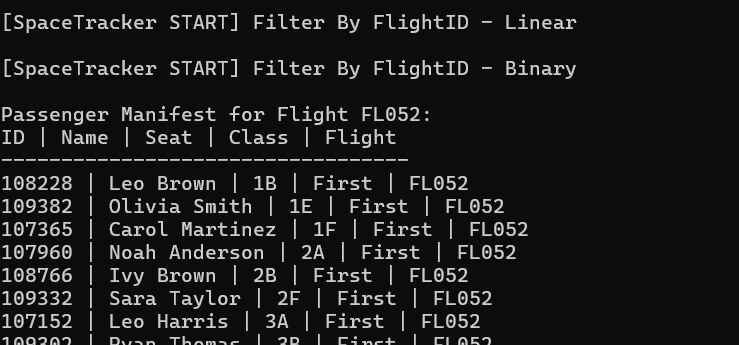 [SpaceTracker START] Filter By FlightID - Linear
[SpaceTracker START] Filter By FlightID - Binary
Passenger Manifest for Flight FL052:
ID | Name | Seat | Class | Flight
----------------------------------
108228 | Leo Brown | 1B | First | FL052
109382 | Olivia Smith | 1E | First | FL052
107365 | Carol Martinez | 1F | First | FL052
107960 | Noah Anderson | 2A | First | FL052
108766 | Ivy Brown | 2B | First | FL052
109332 | Sara Taylor | 2F | First | FL052
107152 | Leo Harris | 3A | First | FL052
109302 | Ryan Thomas | 3B | First | FL052